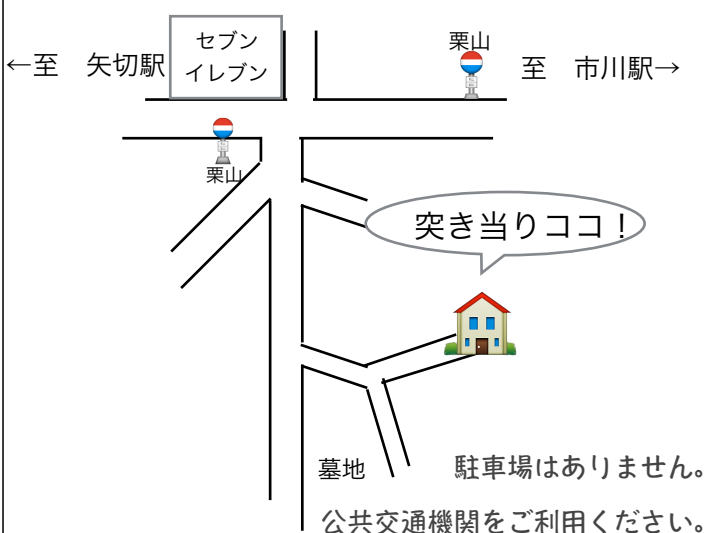 セブン
イレブン
←至　矢切駅
栗山
至　市川駅→
栗山
突き当りココ！
墓地
駐車場はありません。
公共交通機関をご利用ください。